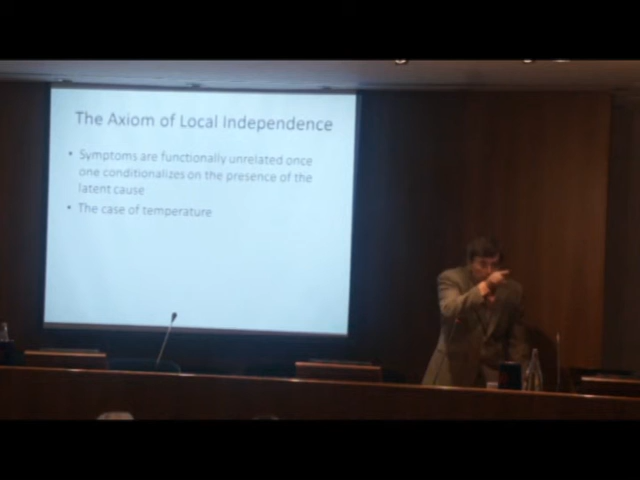 The Axiom of Local Independence
• Symptoms are functionally unrelated once
one conditionalizes on the presence of the
latent cause
• The case of temperature